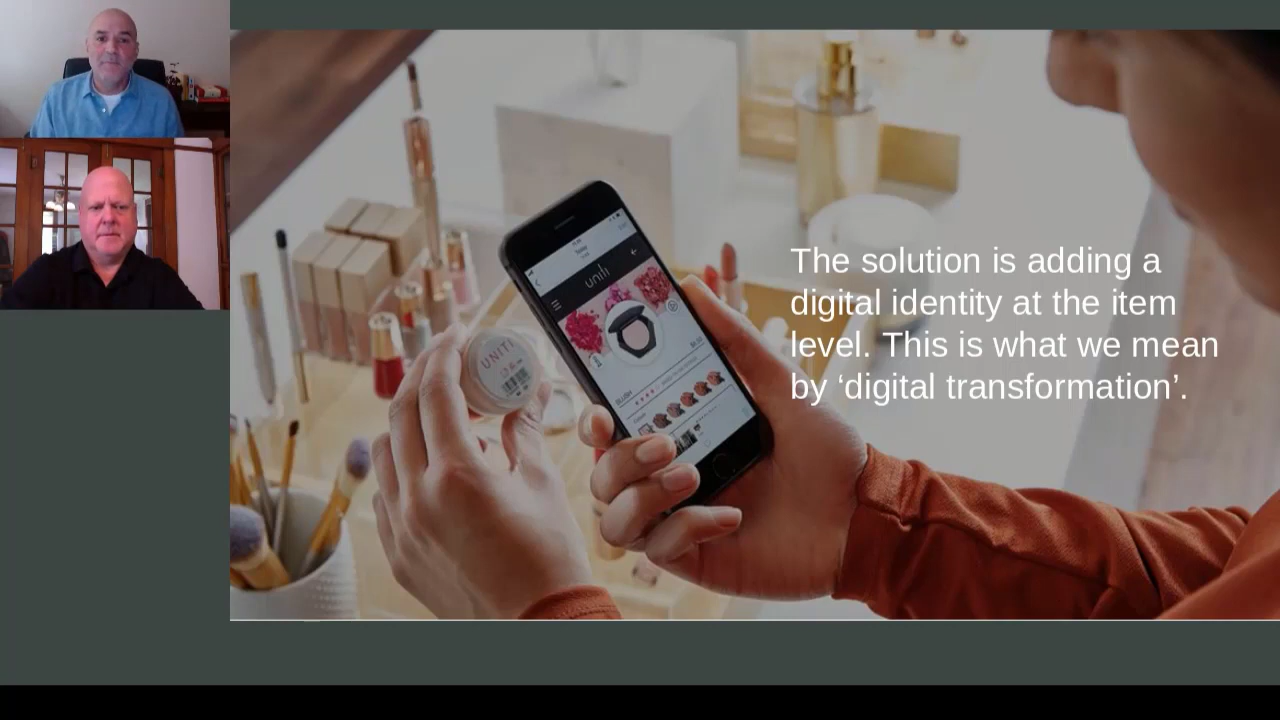 The solution is adding a
digital identity at the item
level. This is what we mean
by ‘digital transformation’.
uniti
UNITI
BLUSH